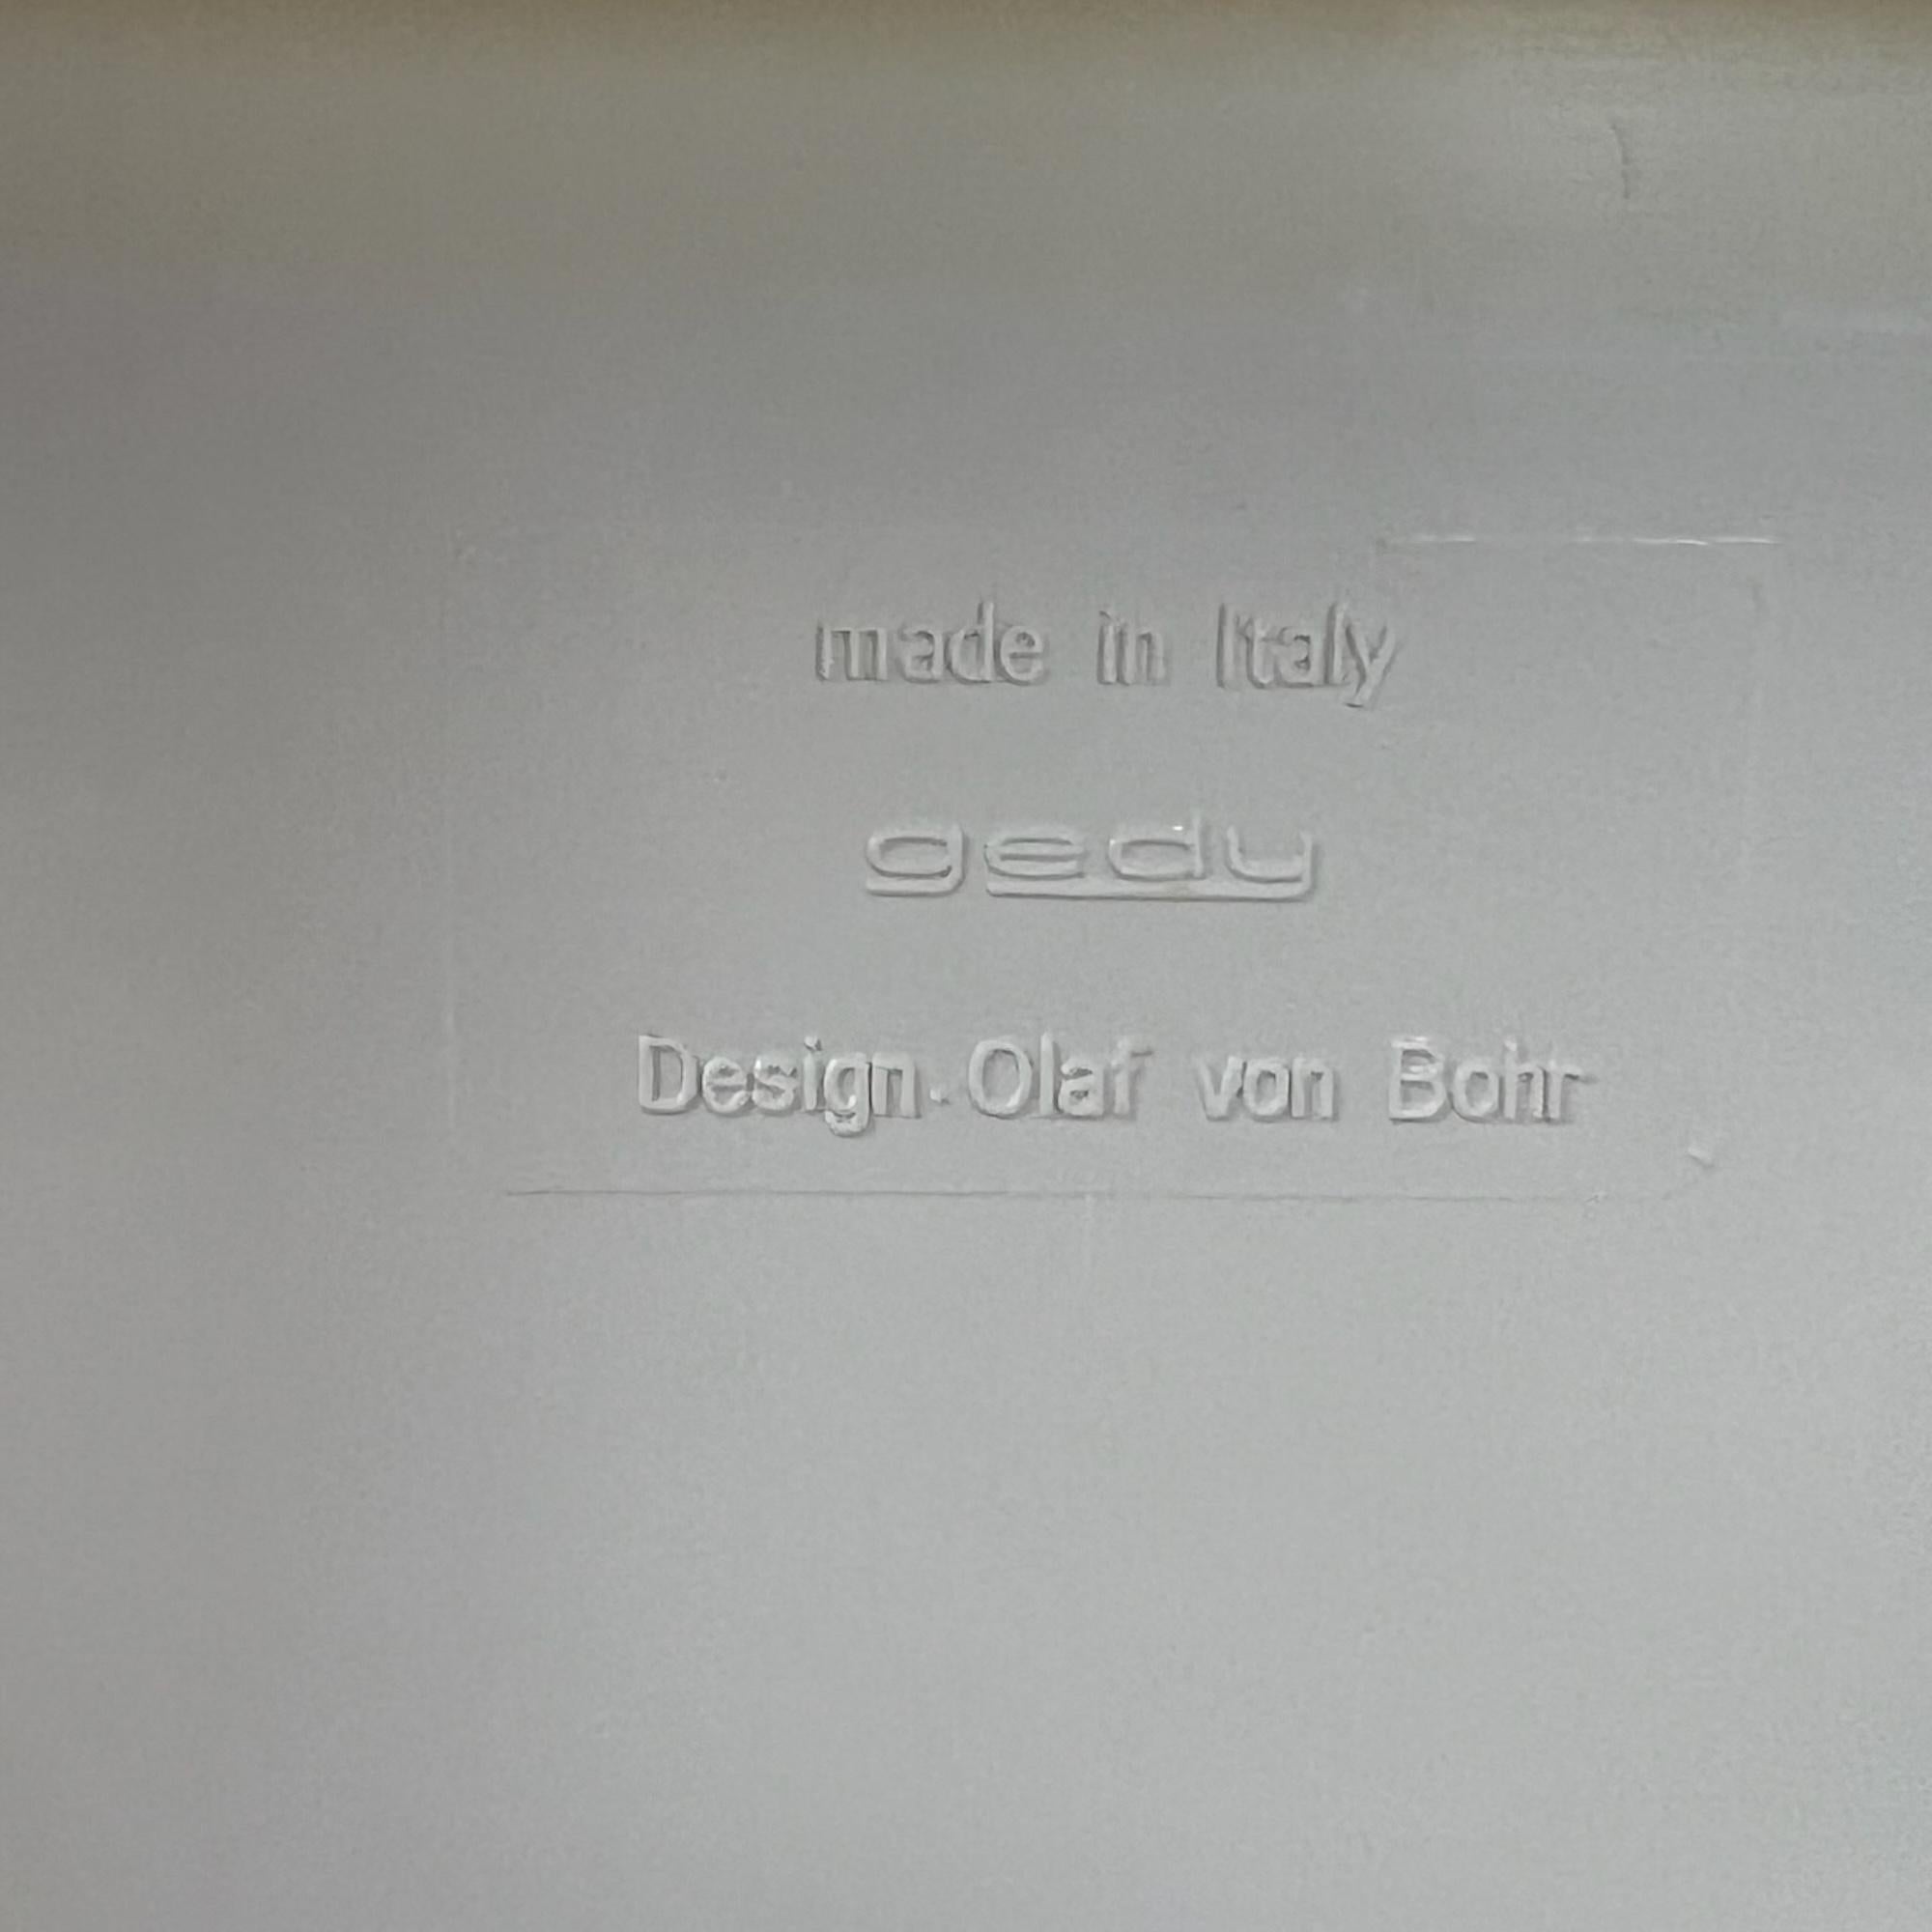 made in Italy
gedy
Design. Olaf von Bohr